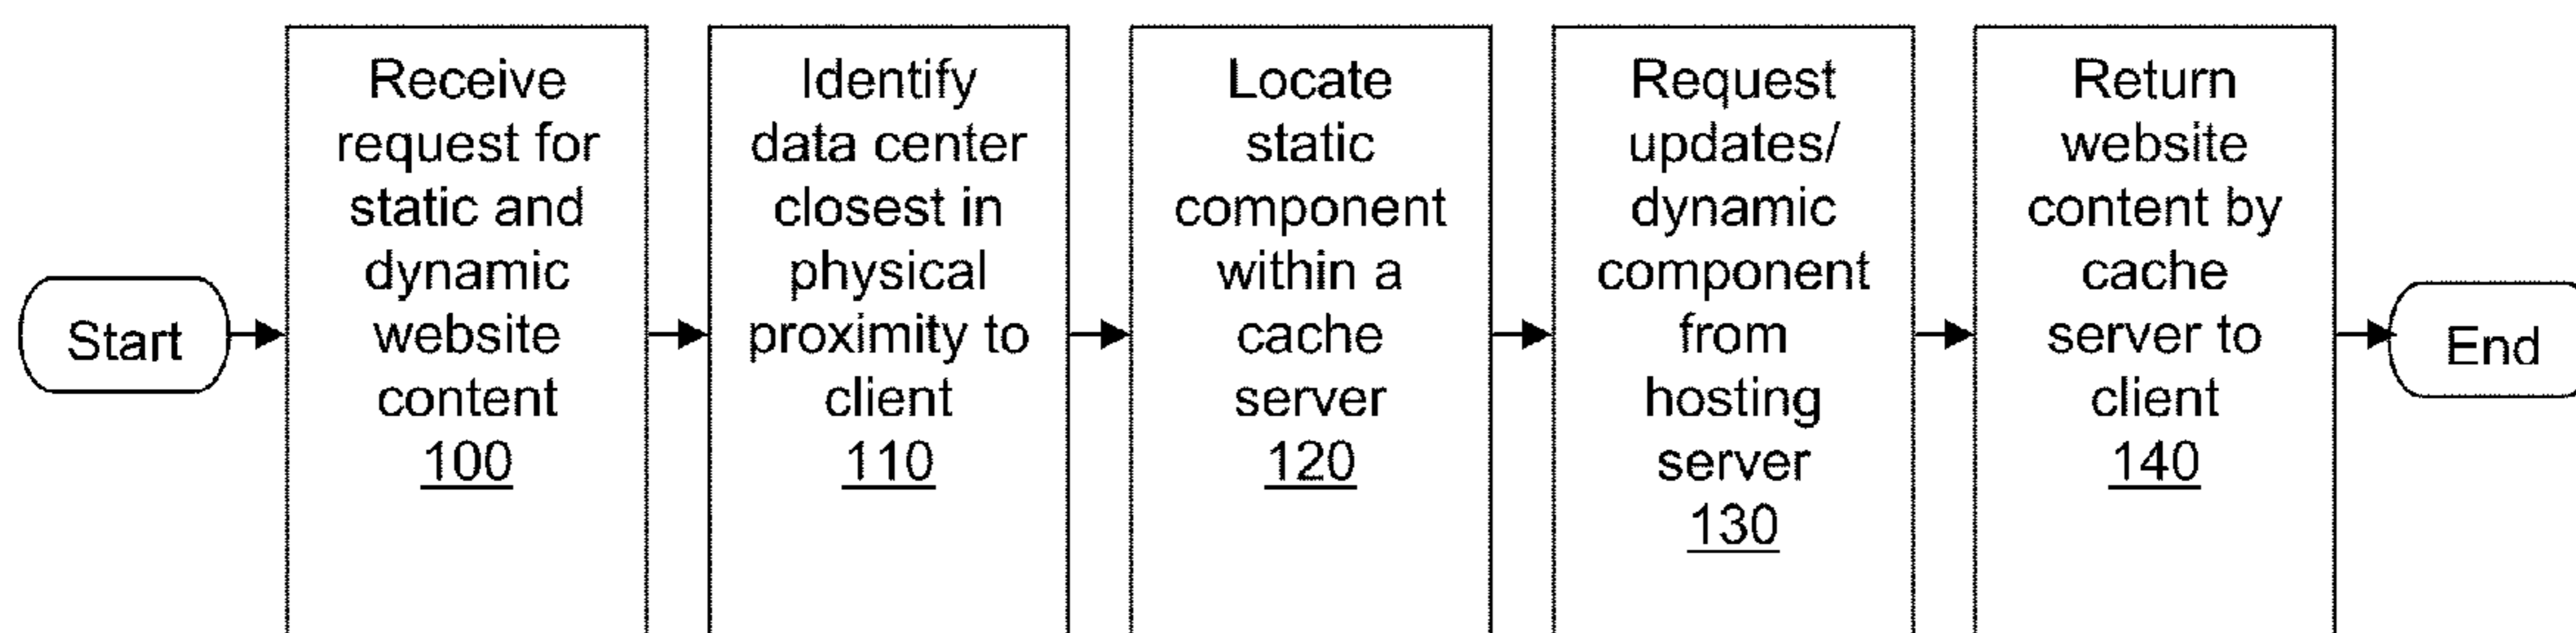 Start
Receive
request for
static and
dynamic
website
content
100
Identify
data center
closest in
physical
proximity to
client
110
Locate
static
component
within a
cache
server
120
Request
updates/
dynamic
component
from
hosting
server
130
Return
website
content by
cache
server to
client
140
End